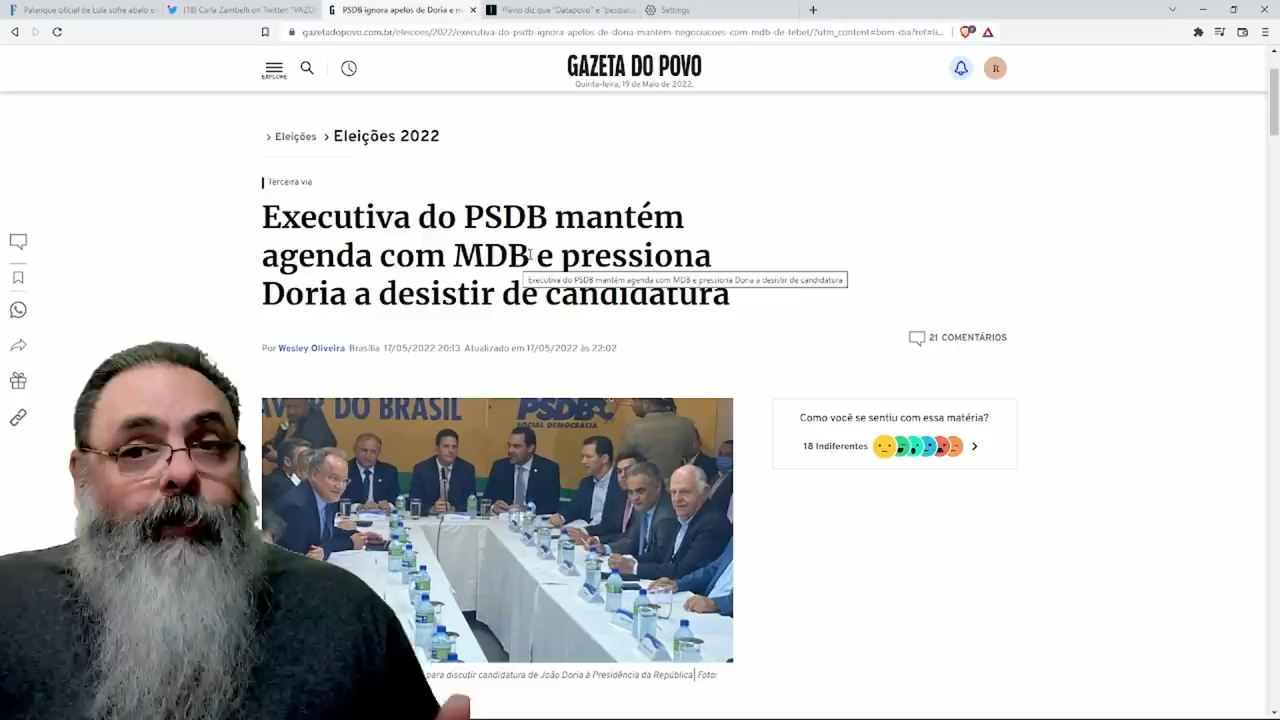 Palanque oficial de Lula sofre abalo e
(18) Carla Zambelli on Twitter: "VAZO
PSDB ignora apelos de Doria e m
Flávio diz que "Datapovo" e "pesquis
Settings
gazetadopovo.com.br/eleicoes/2022/executiva-do-psdb-ignora-apelos-de-doria-mantem-negociacoes-com-mdb-de-tebet/?utm_content=bom-dia?ref=li...
EXPLORE
GAZETA DO POVO
Quinta-feira, 19 de Maio de 2022.
R
> Eleições > Eleições 2022
Terceira via
Executiva do PSDB mantém
agenda com MDB e pressiona
Executiva do PSDB mantém agenda com MDB e pressiona Doria a desistir de candidatura
Doria a desistir de candidatura
Por Wesley Oliveira Brasília 17/05/2022 20:13 Atualizado em 17/05/2022 às 22:02
21 COMENTÁRIOS
DO BRASIL
PSDB
SOCIAL DEMOCRACIA
Como você se sentiu com essa matéria?
18 Indiferentes
para discutir candidatura de João Doria à Presidência da República| Foto: